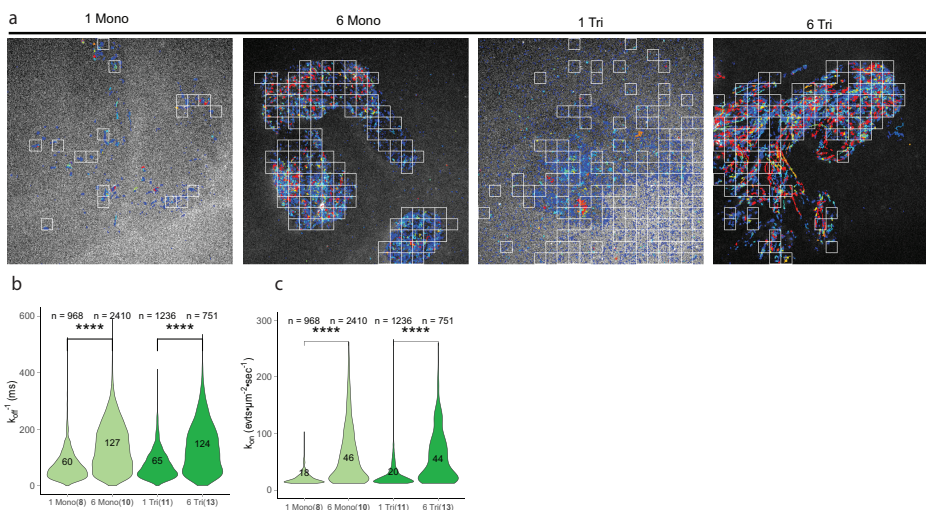 a
1 Mono 6 Mono 1 Tri 6 Tri
b
n = 968 n = 2410 n = 1236 n = 751
**** ****
600
400
200
0
koff-1 (ms)
60 127 65 124
1 Mono(8) 6 Mono(10) 1 Tri(11) 6 Tri(13)
c
n = 968 n = 2410 n = 1236 n = 751
**** ****
300
200
100
0
kon (evts•µm-2•sec-1)
18 46 20 44
1 Mono(8) 6 Mono(10) 1 Tri(11) 6 Tri(13)